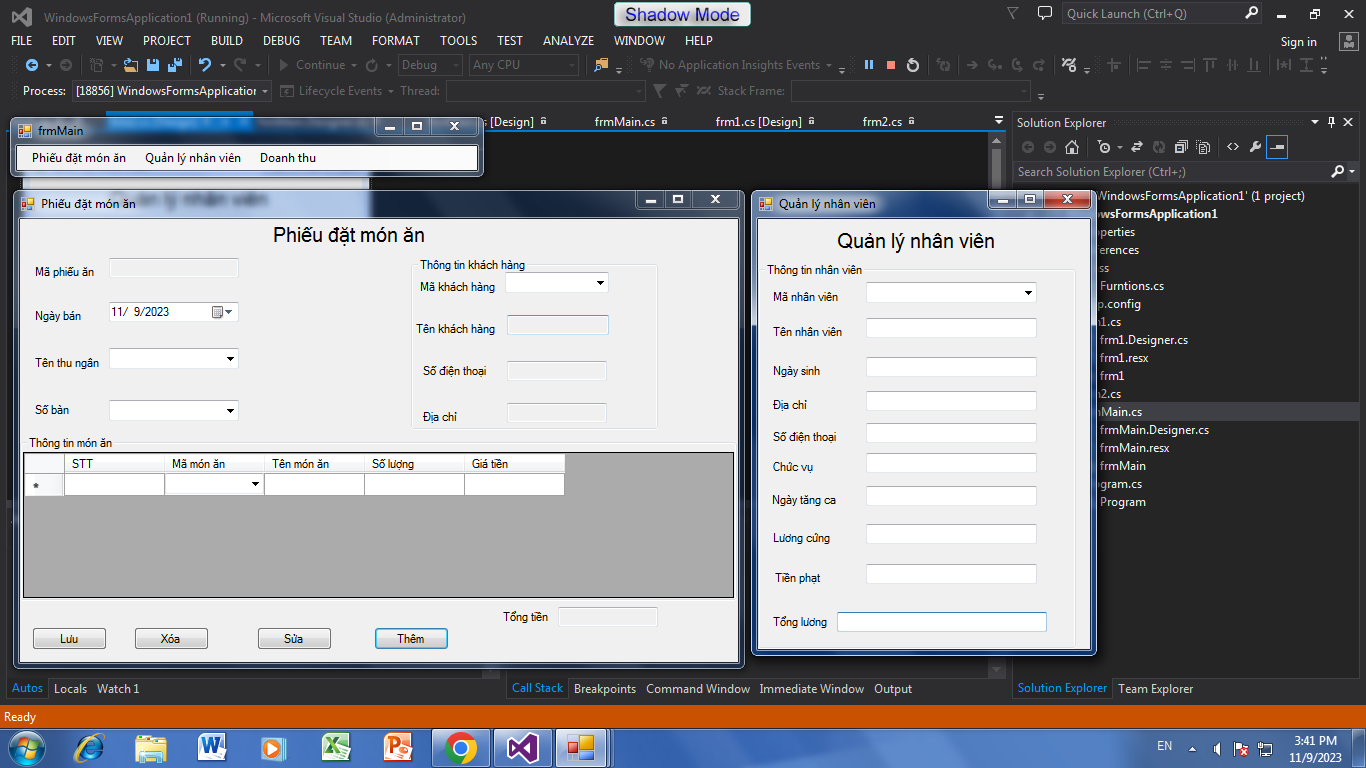 WindowsFormsApplication1 (Running) - Microsoft Visual Studio (Administrator)
Shadow Mode
Quick Launch (Ctrl+Q)
FILE EDIT VIEW PROJECT BUILD DEBUG TEAM FORMAT TOOLS TEST ANALYZE WINDOW HELP
Sign in
Continue Debug Any CPU No Application Insights Events
Process: [18856] WindowsFormsApplication Lifecycle Events Thread: Stack Frame:
[Design] frmMain.cs frm1.cs [Design] frm2.cs
frmMain
Phiếu đặt món ăn Quản lý nhân viên Doanh thu
Quản lý nhân viên
Phiếu đặt món ăn
Phiếu đặt món ăn
Mã phiếu ăn
Ngày bán 11/ 9/2023
Tên thu ngân
Số bàn
Thông tin khách hàng
Mã khách hàng
Tên khách hàng
Số điện thoại
Địa chỉ
Thông tin món ăn
STT Mã món ăn Tên món ăn Số lượng Giá tiền
*
Tổng tiền
Lưu Xóa Sửa Thêm
Quản lý nhân viên
Quản lý nhân viên
Thông tin nhân viên
Mã nhân viên
Tên nhân viên
Ngày sinh
Địa chỉ
Số điện thoại
Chức vụ
Ngày tăng ca
Lương cứng
Tiền phạt
Tổng lương
Solution Explorer
Search Solution Explorer (Ctrl+;)
'WindowsFormsApplication1' (1 project)
owsFormsApplication1
Furntions.cs
frm1.Designer.cs
frm1.resx
frm1
Main.cs
frmMain.Designer.cs
frmMain.resx
frmMain
Program
Autos Locals Watch 1
Call Stack Breakpoints Command Window Immediate Window Output
Solution Explorer Team Explorer
Ready
EN
3:41 PM
11/9/2023